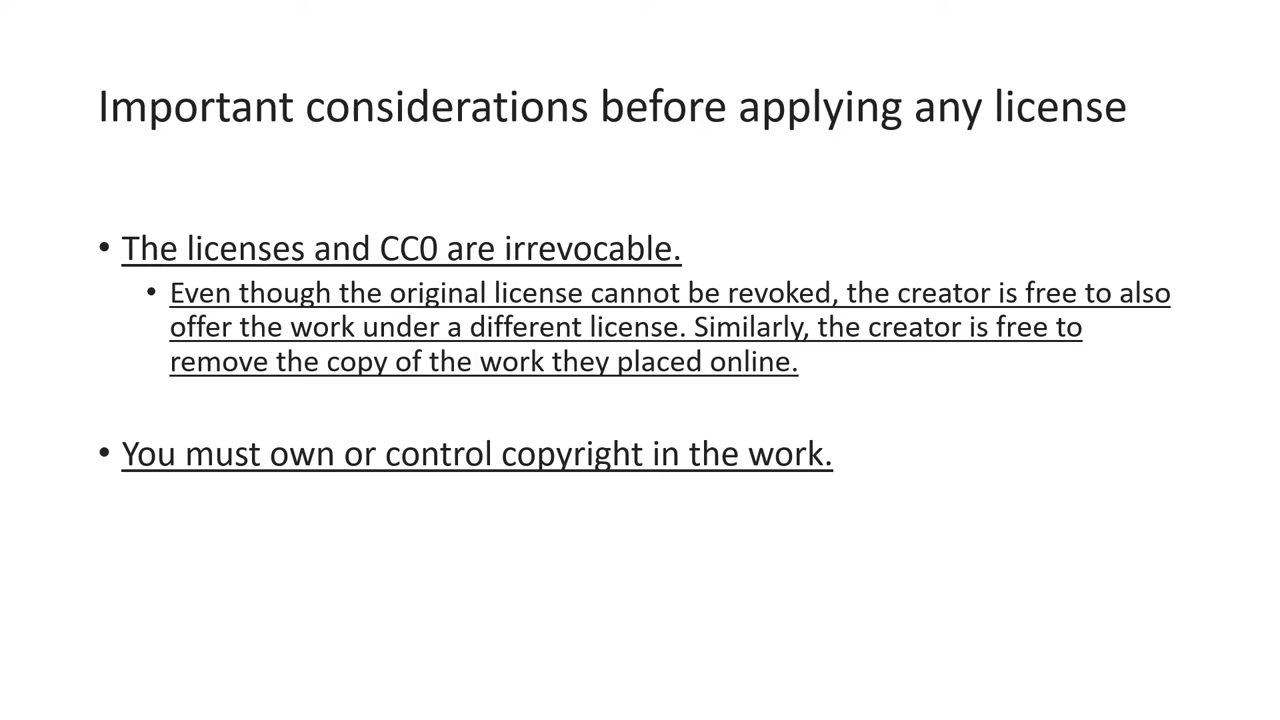 Important considerations before applying any license
• The licenses and CC0 are irrevocable.
• Even though the original license cannot be revoked, the creator is free to also
offer the work under a different license. Similarly, the creator is free to
remove the copy of the work they placed online.
• You must own or control copyright in the work.